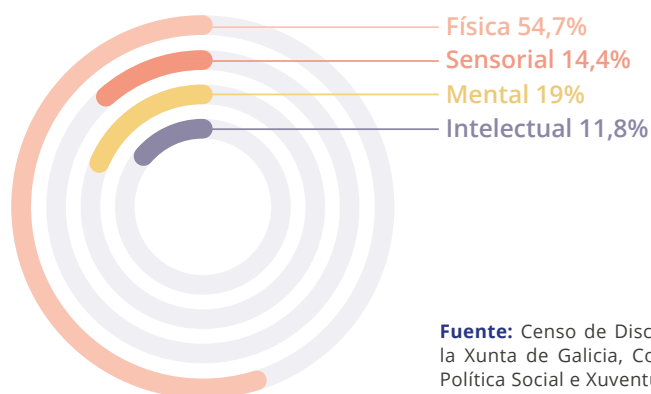 Física 54,7%
Sensorial 14,4%
Mental 19%
Intelectual 11,8%
Fuente: Censo de
la Xunta de Galicia,
Política Social e